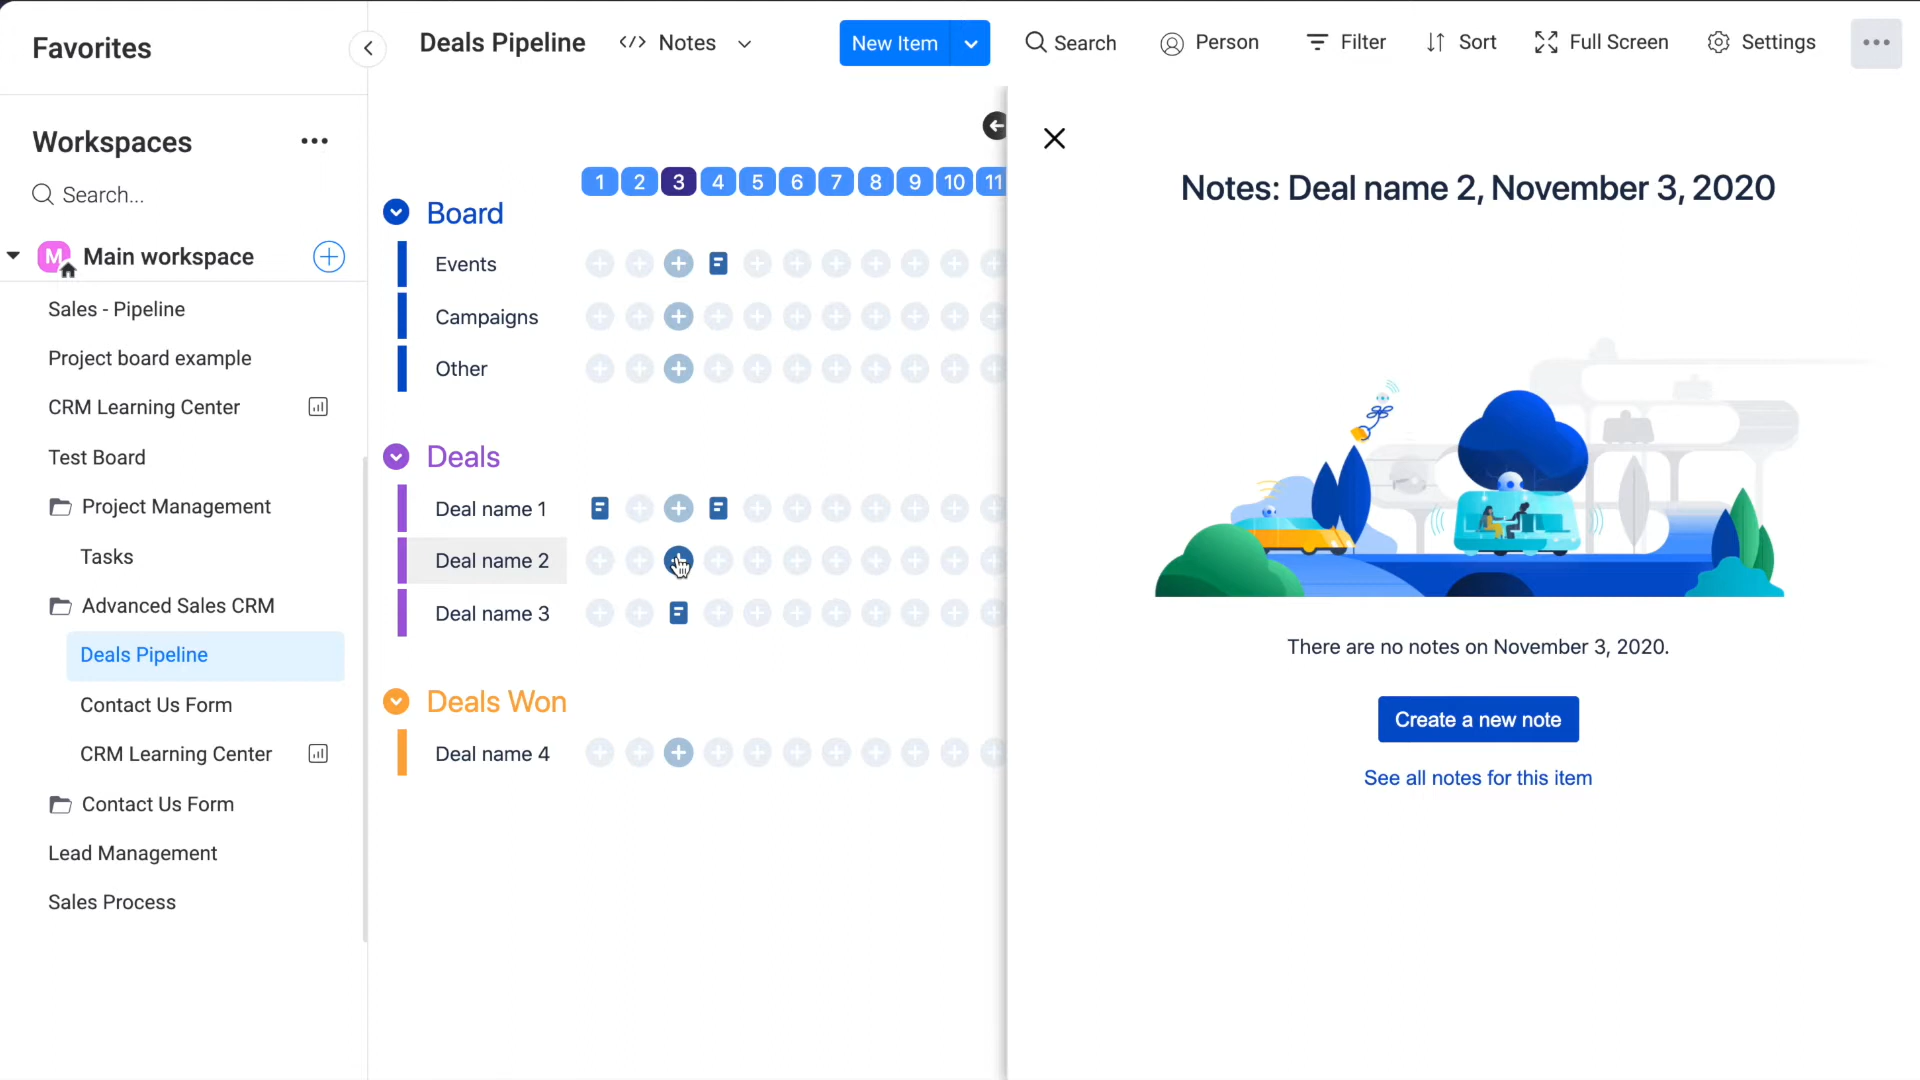 Favorites
Deals Pipeline
</> Notes
New Item
Search
Person
Filter
Sort
Full Screen
Settings
Workspaces
Search...
M
Main workspace
Sales - Pipeline
Project board example
CRM Learning Center
Test Board
Project Management
Tasks
Advanced Sales CRM
Deals Pipeline
Contact Us Form
CRM Learning Center
Contact Us Form
Lead Management
Sales Process
1 2 3 4 5 6 7 8 9 10 11
Board
Events
Campaigns
Other
Deals
Deal name 1
Deal name 2
Deal name 3
Deals Won
Deal name 4
Notes: Deal name 2, November 3, 2020
There are no notes on November 3, 2020.
Create a new note
See all notes for this item